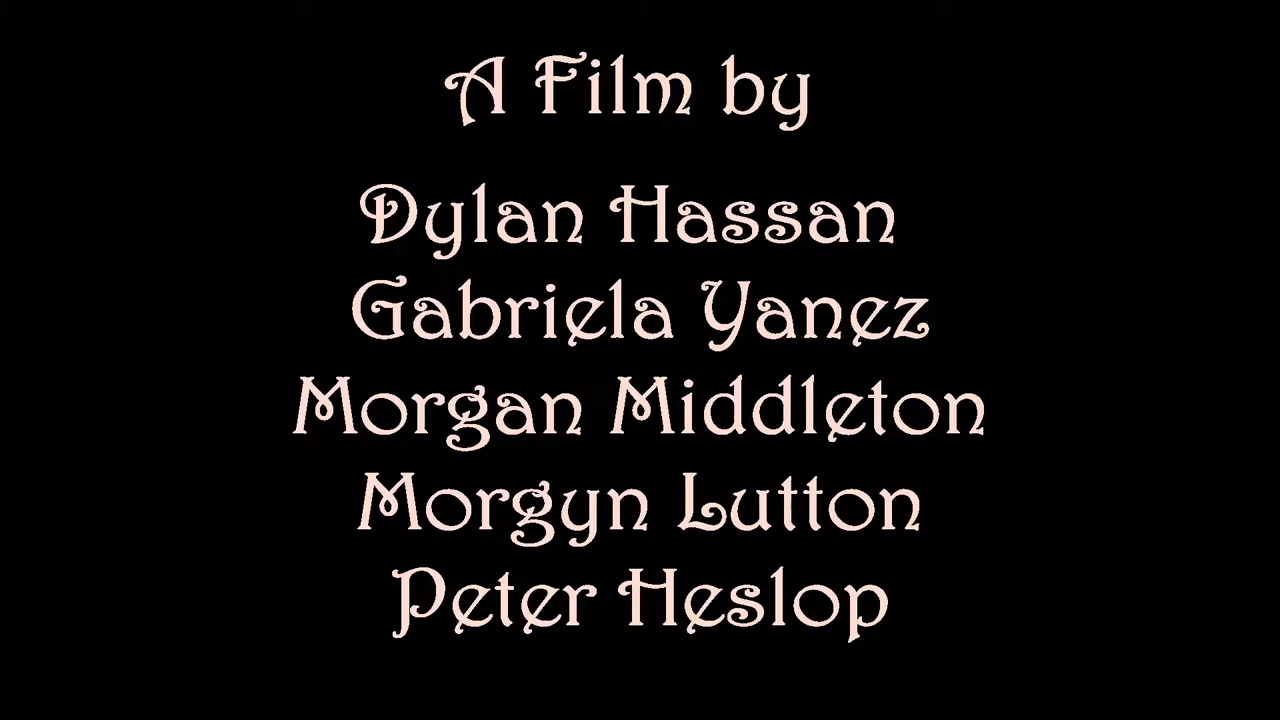 A Film by
Dylan Hassan
Gabriela Yanez
Morgan Middleton
Morgyn Lutton
Peter Heslop